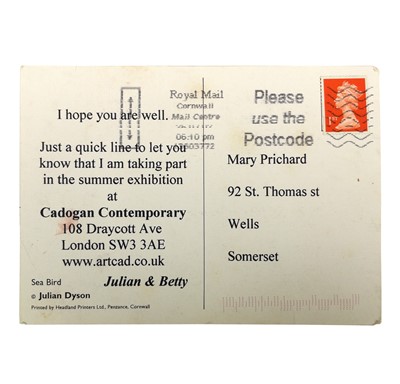 Royal Mail
Cornwall
Mail Centre
06:10 pm
Please
use the
Postcode
1st
I hope you are well.
Just a quick line to let you
know that I am taking part
in the summer exhibition
at
Cadogan Contemporary
108 Draycott Ave
London SW3 3AE
www.artcad.co.uk
Julian & Betty
Sea Bird
© Julian Dyson
Printed by Headland Printers Ltd., Penzance, Cornwall
Mary Prichard
92 St. Thomas st
Wells
Somerset